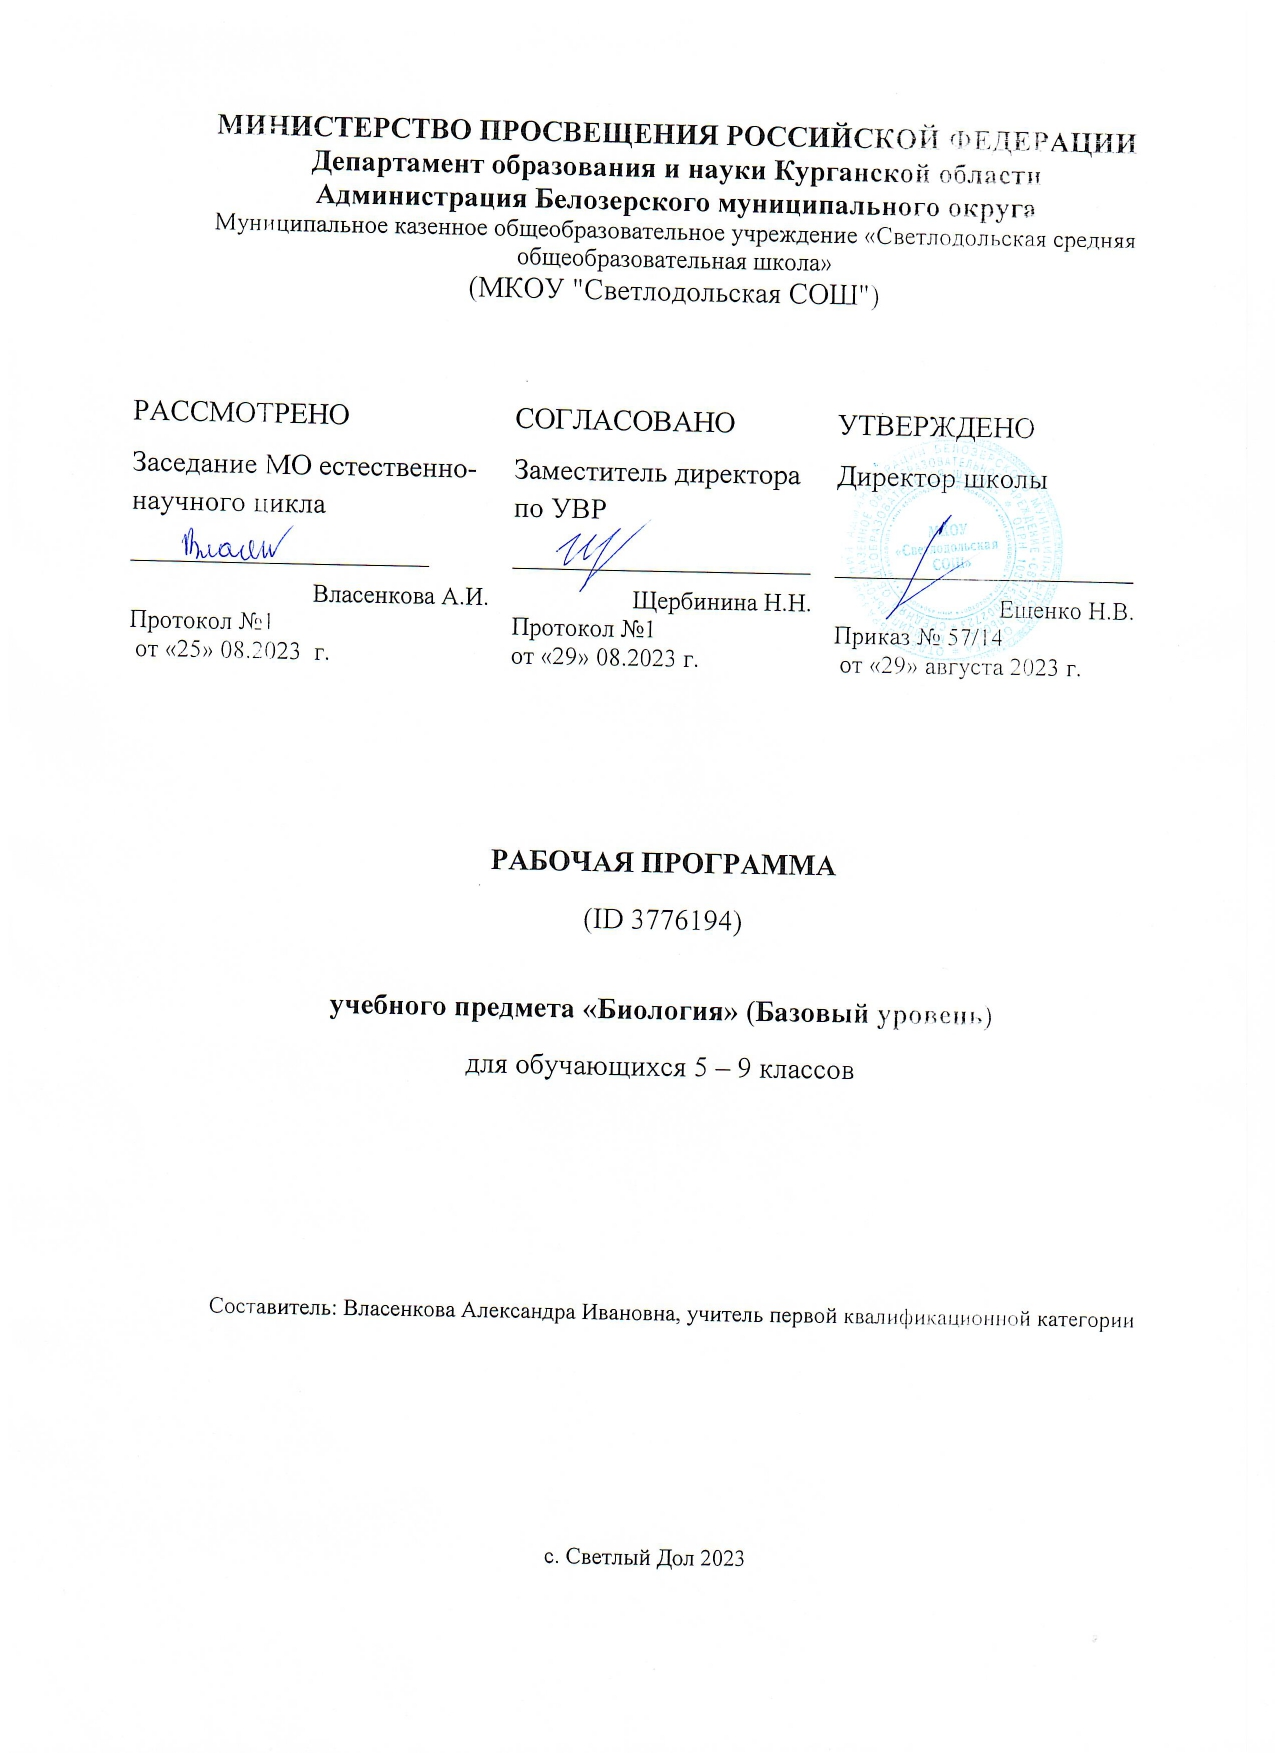 МИНИСТЕРСТВО ПРОСВЕЩЕНИЯ РОССИЙСКОЙ ФЕДЕРАЦИИ
Департамент образования и науки Курганской области
Администрация Белозерского муниципального округа
Муниципальное казенное общеобразовательное учреждение «Светлодольская средняя
общеобразовательная школа»
(МКОУ "Светлодольская СОШ")
РАССМОТРЕНО
Заседание МО естественно-
научного цикла
Власенкова А.И.
Протокол №1
от «25» 08.2023 г.
СОГЛАСОВАНО
Заместитель директора
по УВР
Щербинина Н.Н.
Протокол №1
от «29» 08.2023 г.
УТВЕРЖДЕНО
Директор школы
МКОУ
«Светлодольская
СОШ»
Ешенко Н.В.
Приказ № 57/14
от «29» августа 2023 г.
РАБОЧАЯ ПРОГРАММА
(ID 3776194)
учебного предмета «Биология» (Базовый уровень)
для обучающихся 5 – 9 классов
Составитель: Власенкова Александра Ивановна, учитель первой квалификационной категории
с. Светлый Дол 2023